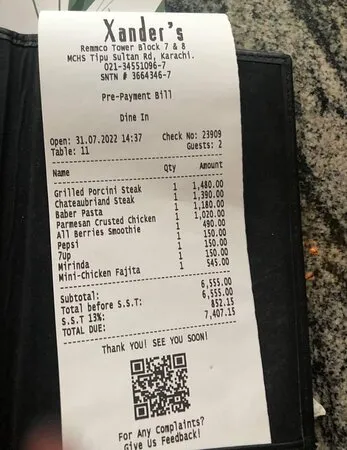 Xander's
Remmco Tower Block 7 & 8
MCHS Tipu Sultan Rd, Karachi.
021-34551096-7
SNTN # 3664346-7
Pre-Payment Bill
Dine In
Open: 31.07.2022 14:37 Check No: 23909
Table: 11 Guests: 2
Name Qty Amount
Grilled Porcini Steak 1 1,480.00
Chateaubriand Steak 1 1,390.00
Baber Pasta 1 1,180.00
Parmesan Crusted Chicken 1 1,020.00
All Berries Smoothie 1 490.00
Pepsi 1 150.00
7Up 1 150.00
Mirinda 1 150.00
Mini-Chicken Fajita 1 545.00
Subtotal: 6,555.00
Total before S.S.T: 6,555.00
S.S.T 13%: 852.15
TOTAL DUE: 7,407.15
Thank YOU! SEE YOU SOON!
For Any Complaints?
Give Us Feedback!